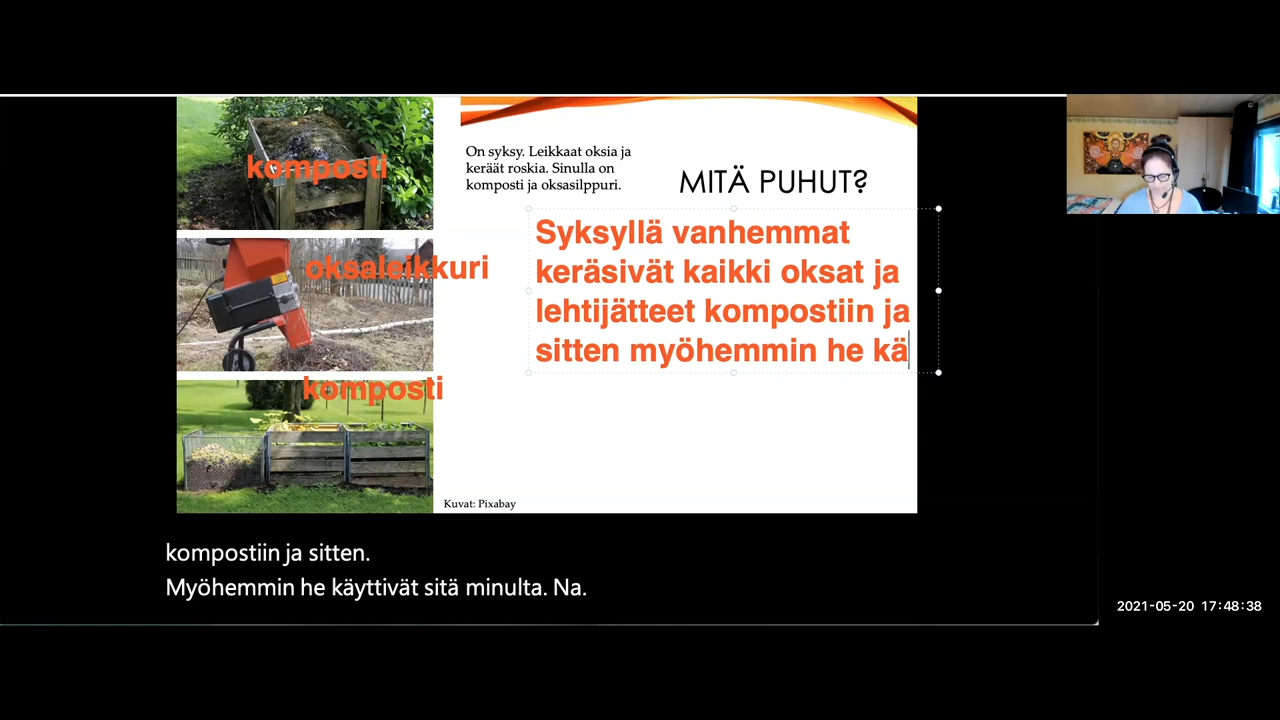 komposti
oksaleikkuri
komposti
On syksy. Leikkaat oksia ja
keräät roskia. Sinulla on
komposti ja oksasilppuri.
MITÄ PUHUT?
Syksyllä vanhemmat
keräsivät kaikki oksat ja
lehtijätteet kompostiin ja
sitten myöhemmin he kä
Kuvat: Pixabay
kompostiin ja sitten.
Myöhemmin he käyttivät sitä minulta. Na.
2021-05-20 17:48:38